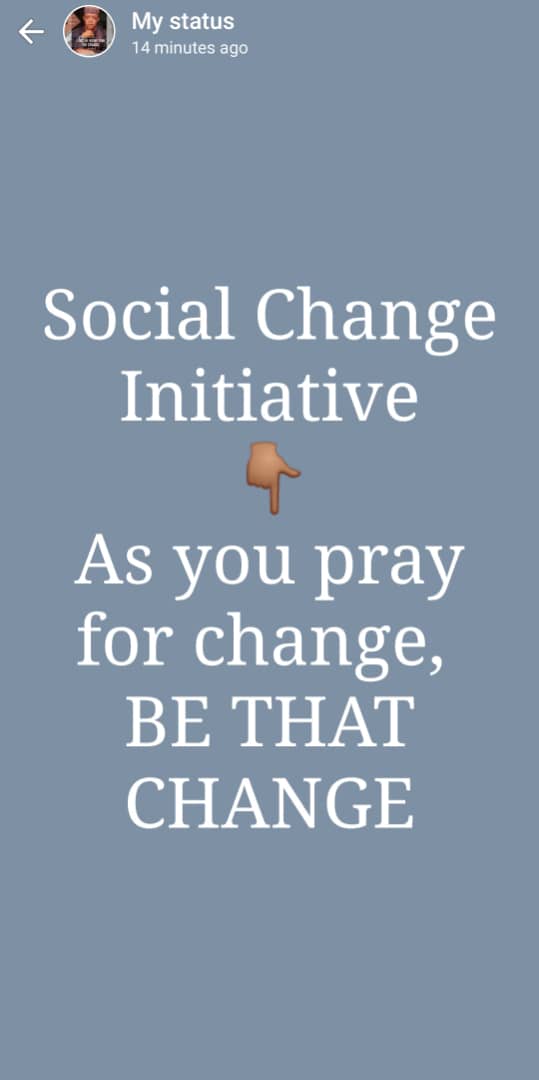 My status
14 minutes ago
Social Change
Initiative
👇🏽
As you pray
for change,
BE THAT
CHANGE